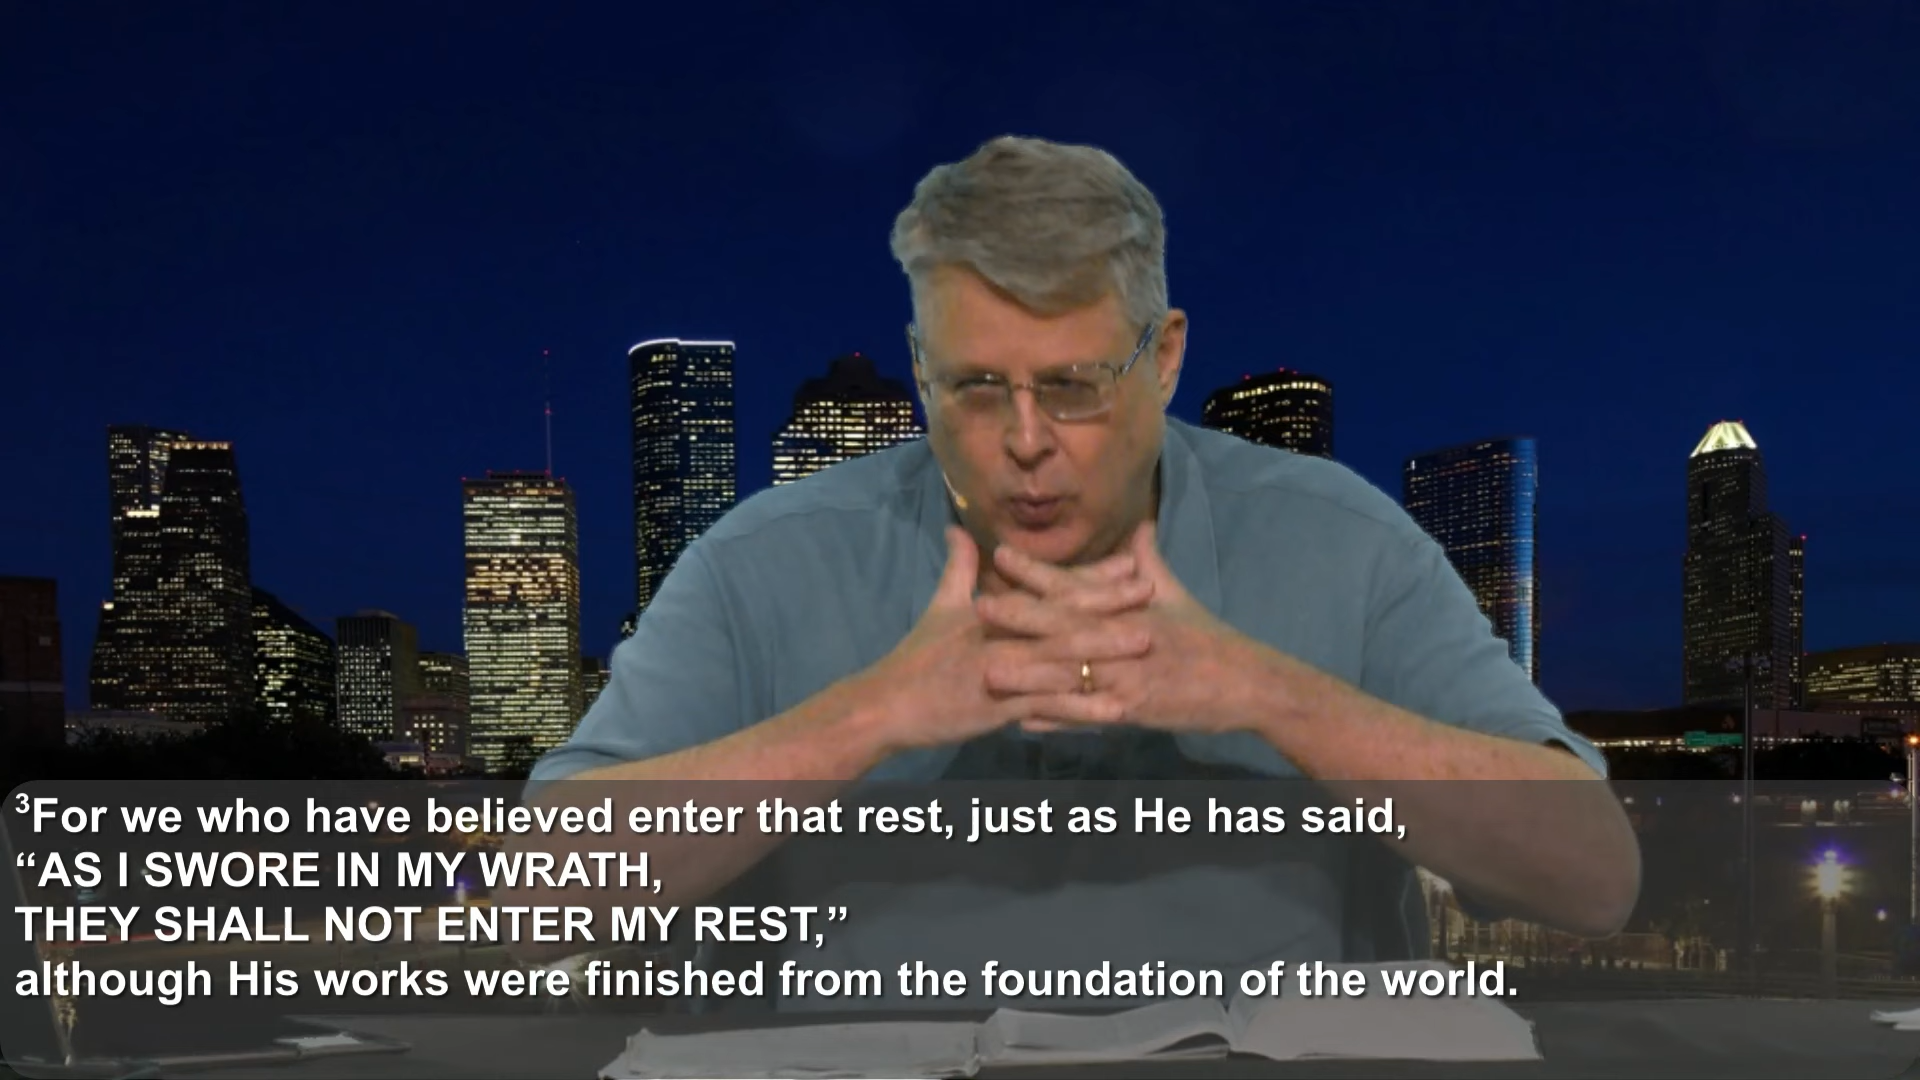 ³For we who have believed enter that rest, just as He has said,
“AS I SWORE IN MY WRATH,
THEY SHALL NOT ENTER MY REST,”
although His works were finished from the foundation of the world.